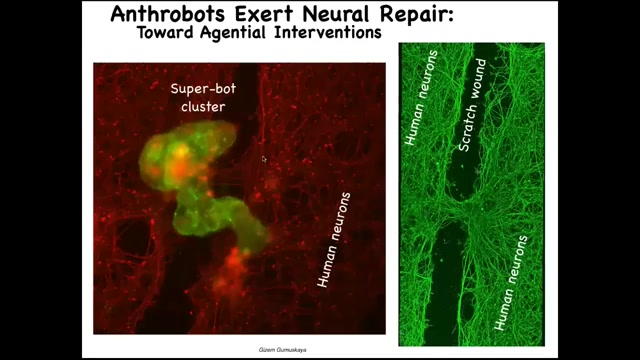 Anthrobots Exert Neural Repair:
Toward Agential Interventions
Super-bot
cluster
Human neurons
Human neurons
Scratch wound
Human neurons
Gizem Gumuskaya